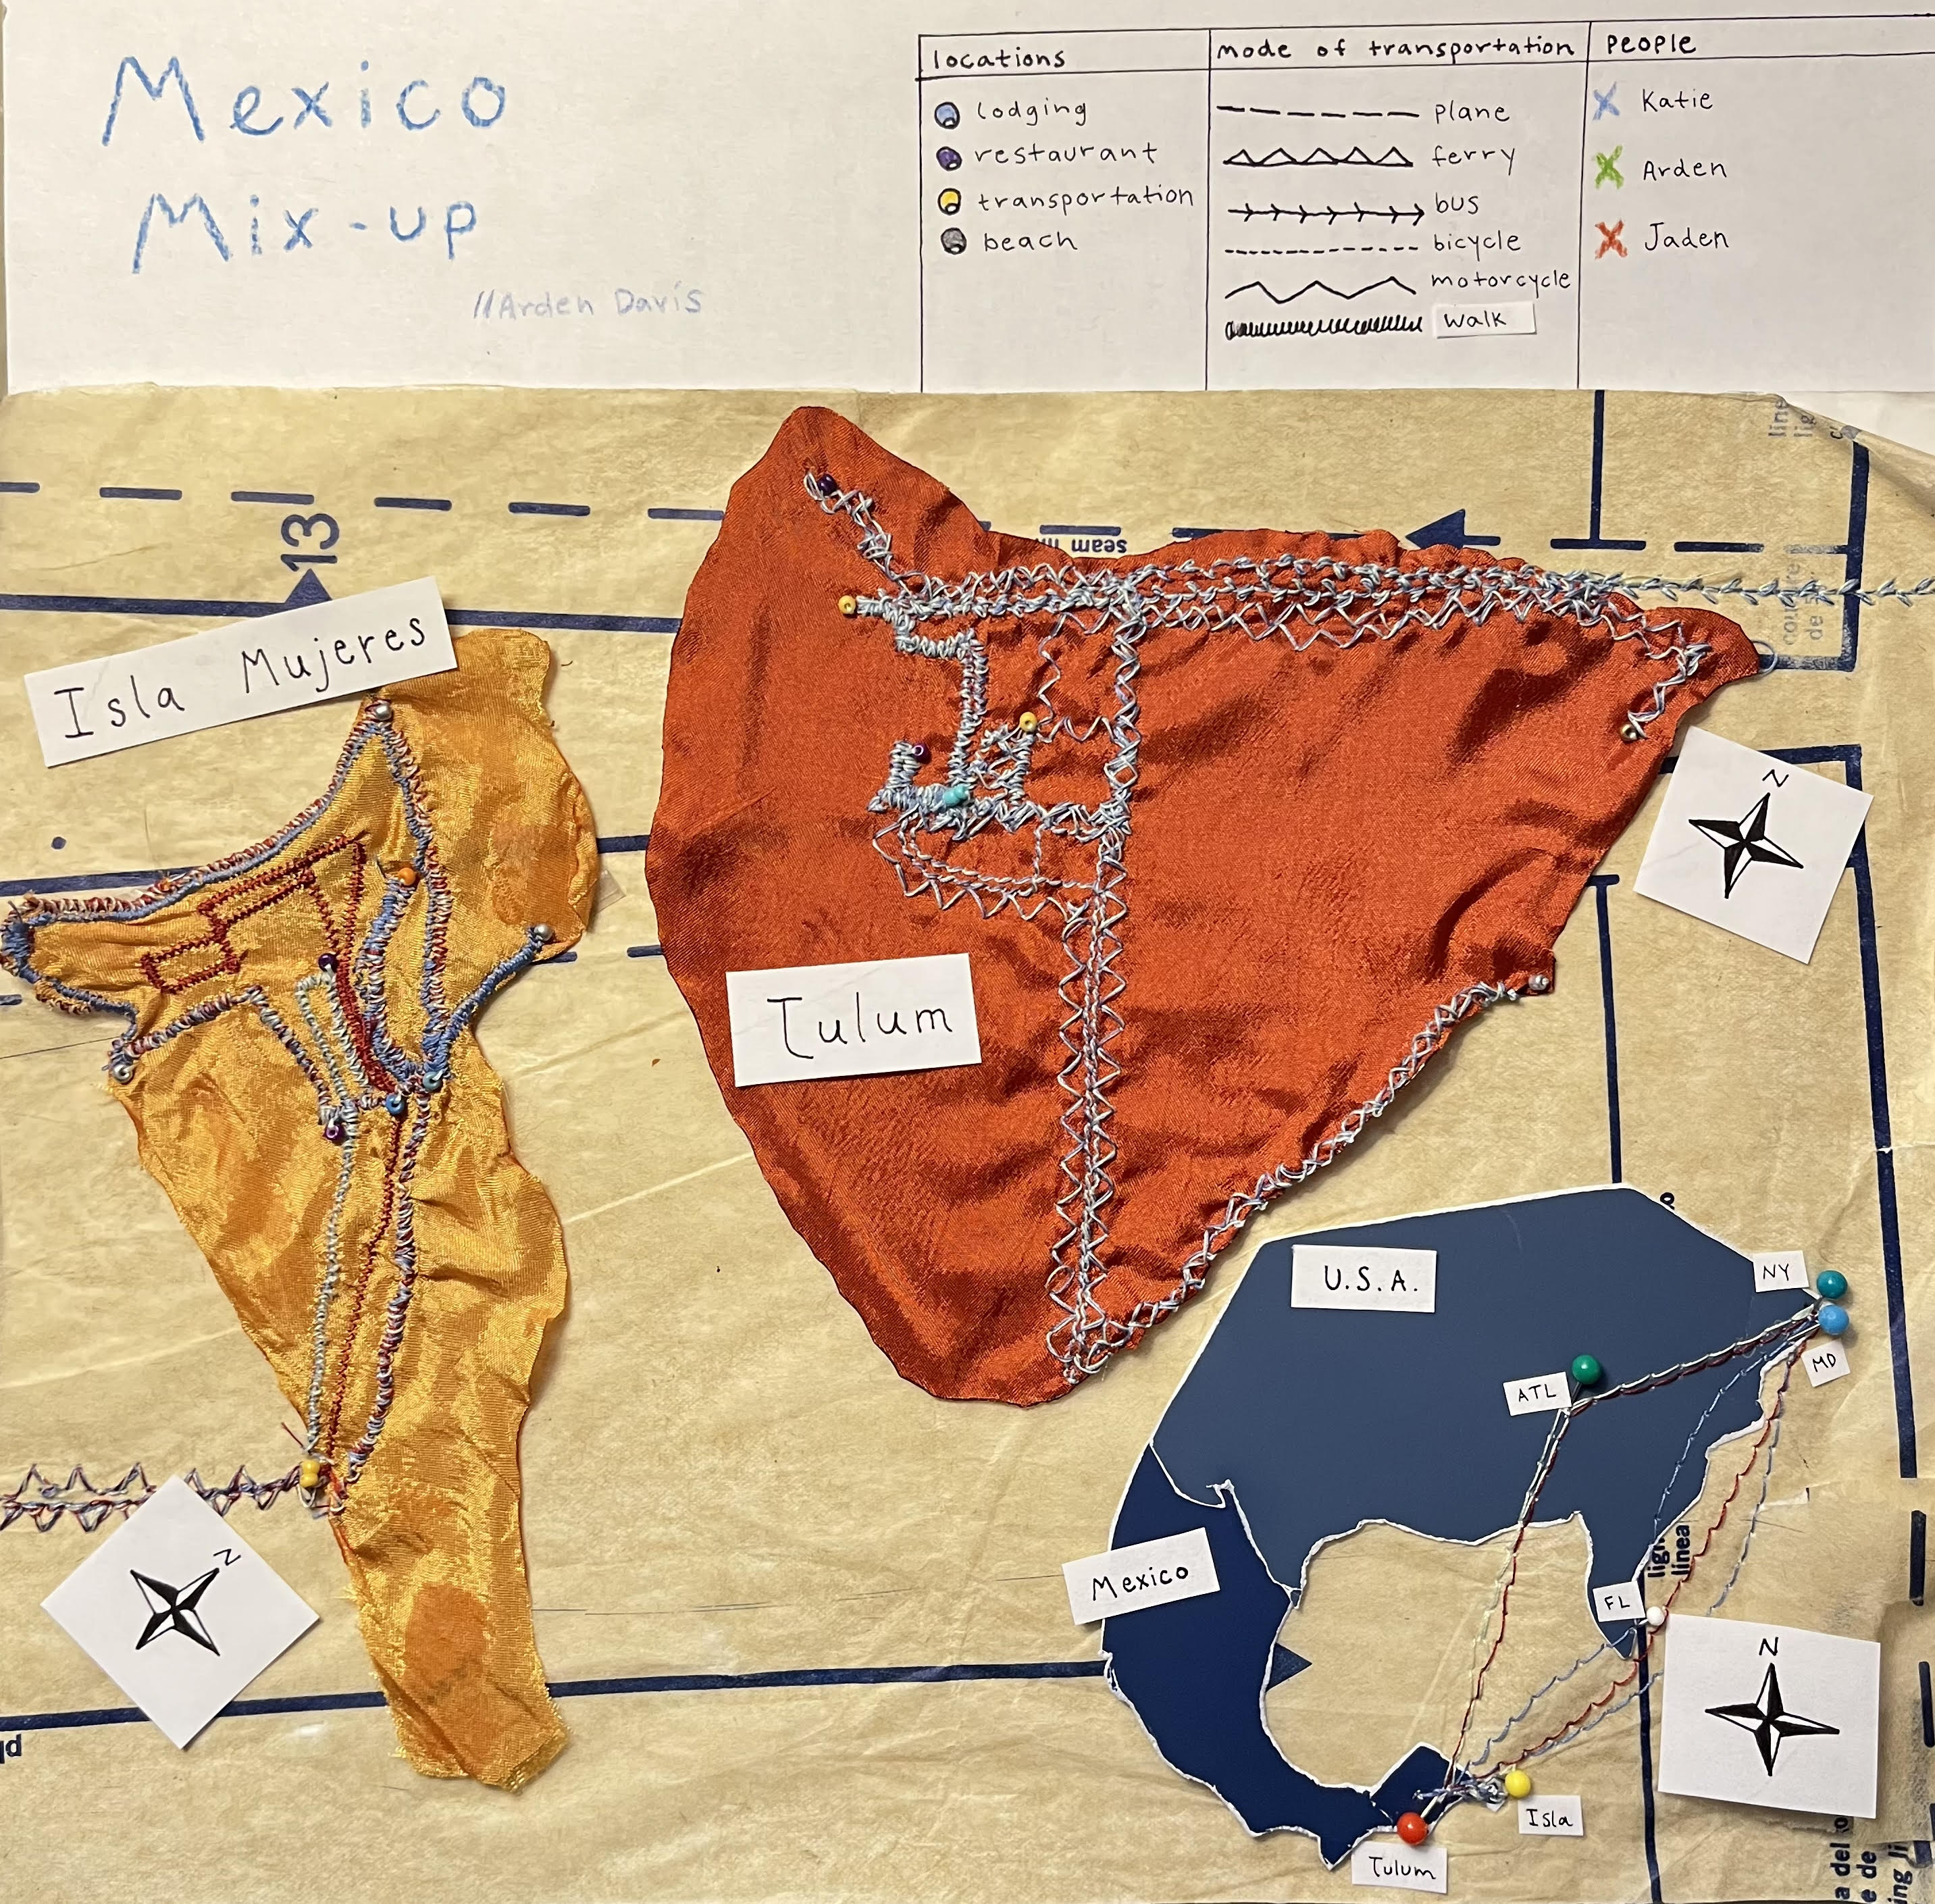 Mexico
Mix-up
//Arden Davis
locations
lodging
restaurant
transportation
beach
mode of transportation
plane
ferry
bus
bicycle
motorcycle
walk
People
Katie
Arden
Jaden
13
seam
Isla Mujeres
N
Tulum
U.S.A.
NY
MD
ATL
Mexico
FL
línea
N
N
Isla
Tulum